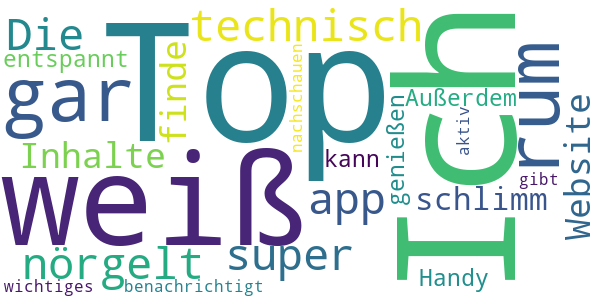 Die
Top
technisch
entspannt
gar
finde
nachschauen
Ich
rum
Außerdem
genießen
aktiv
Website
Inhalte
weiß
kann
app
schlimm
gibt
nörgelt
super
Handy
wichtiges
benachrichtigt